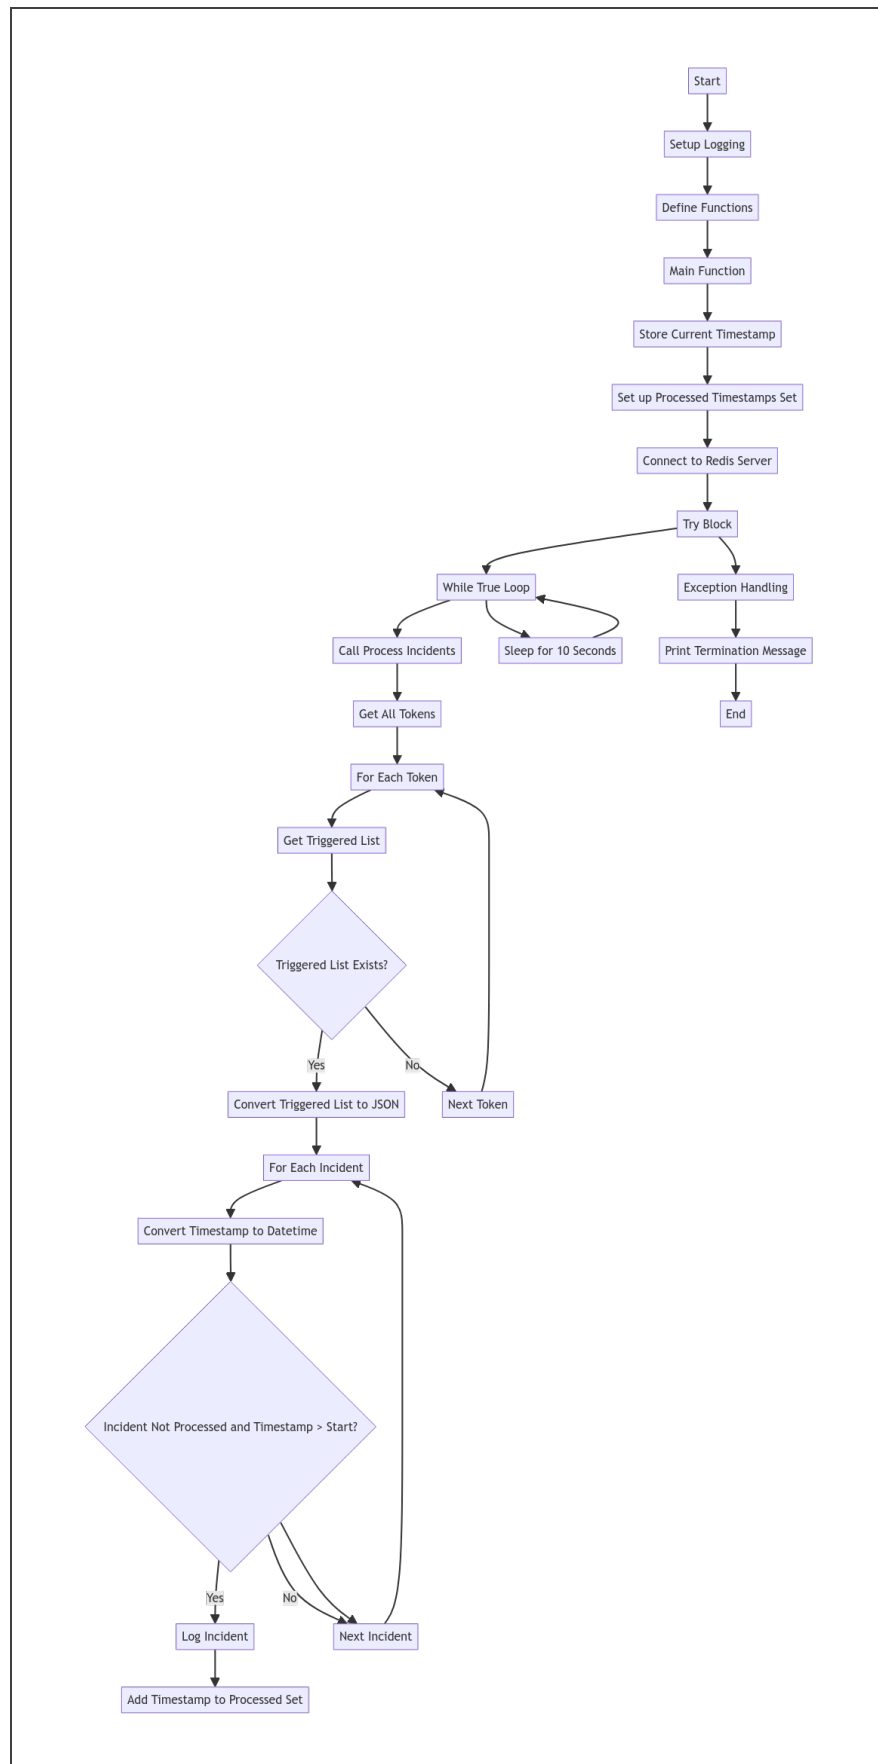 Start
Setup Logging
Define Functions
Main Function
Store Current Timestamp
Set up Processed Timestamps Set
Connect to Redis Server
Try Block
While True Loop
Exception Handling
Call Process Incidents
Sleep for 10 Seconds
Print Termination Message
Get All Tokens
End
For Each Token
Get Triggered List
Triggered List Exists?
Yes
No
Convert Triggered List to JSON
Next Token
For Each Incident
Convert Timestamp to Datetime
Incident Not Processed and Timestamp > Start?
Yes
No
Log Incident
Next Incident
Add Timestamp to Processed Set